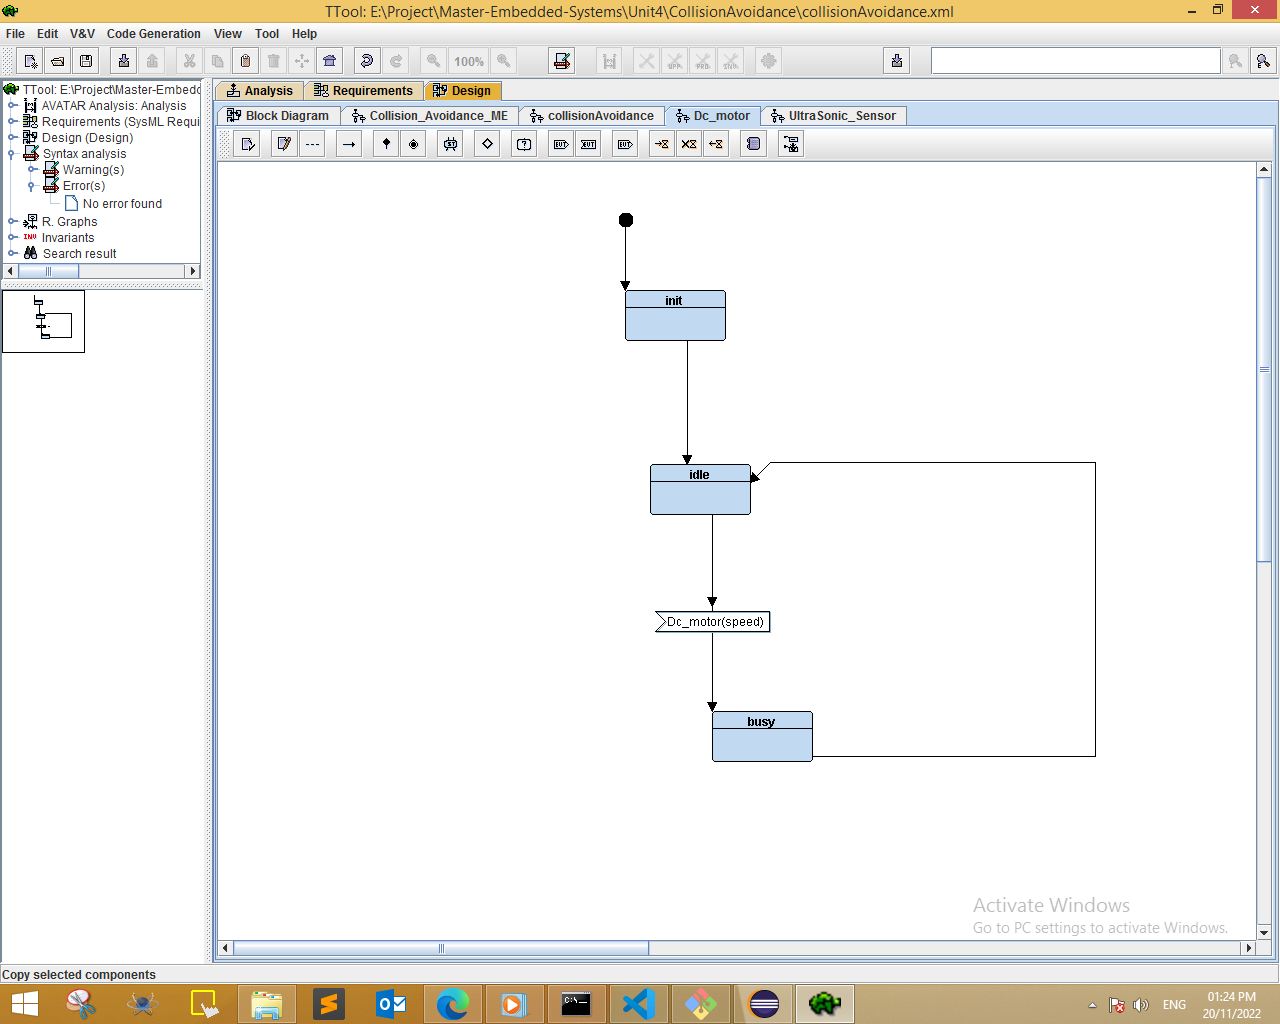 TTool: E:\Project\Master-Embedded-Systems\Unit4\CollisionAvoidance\collisionAvoidance.xml
File Edit V&V Code Generation View Tool Help
100%
TTool: E:\Project\Master-Embedd
AVATAR Analysis: Analysis
Requirements (SysML Requi
Design (Design)
Syntax analysis
Warning(s)
Error(s)
No error found
R. Graphs
INV Invariants
Search result
Analysis Requirements Design
Block Diagram Collision_Avoidance_ME collisionAvoidance Dc_motor UltraSonic_Sensor
init
idle
Dc_motor(speed)
busy
Activate Windows
Go to PC settings to activate Windows.
Copy selected components
ENG
01:24 PM
20/11/2022